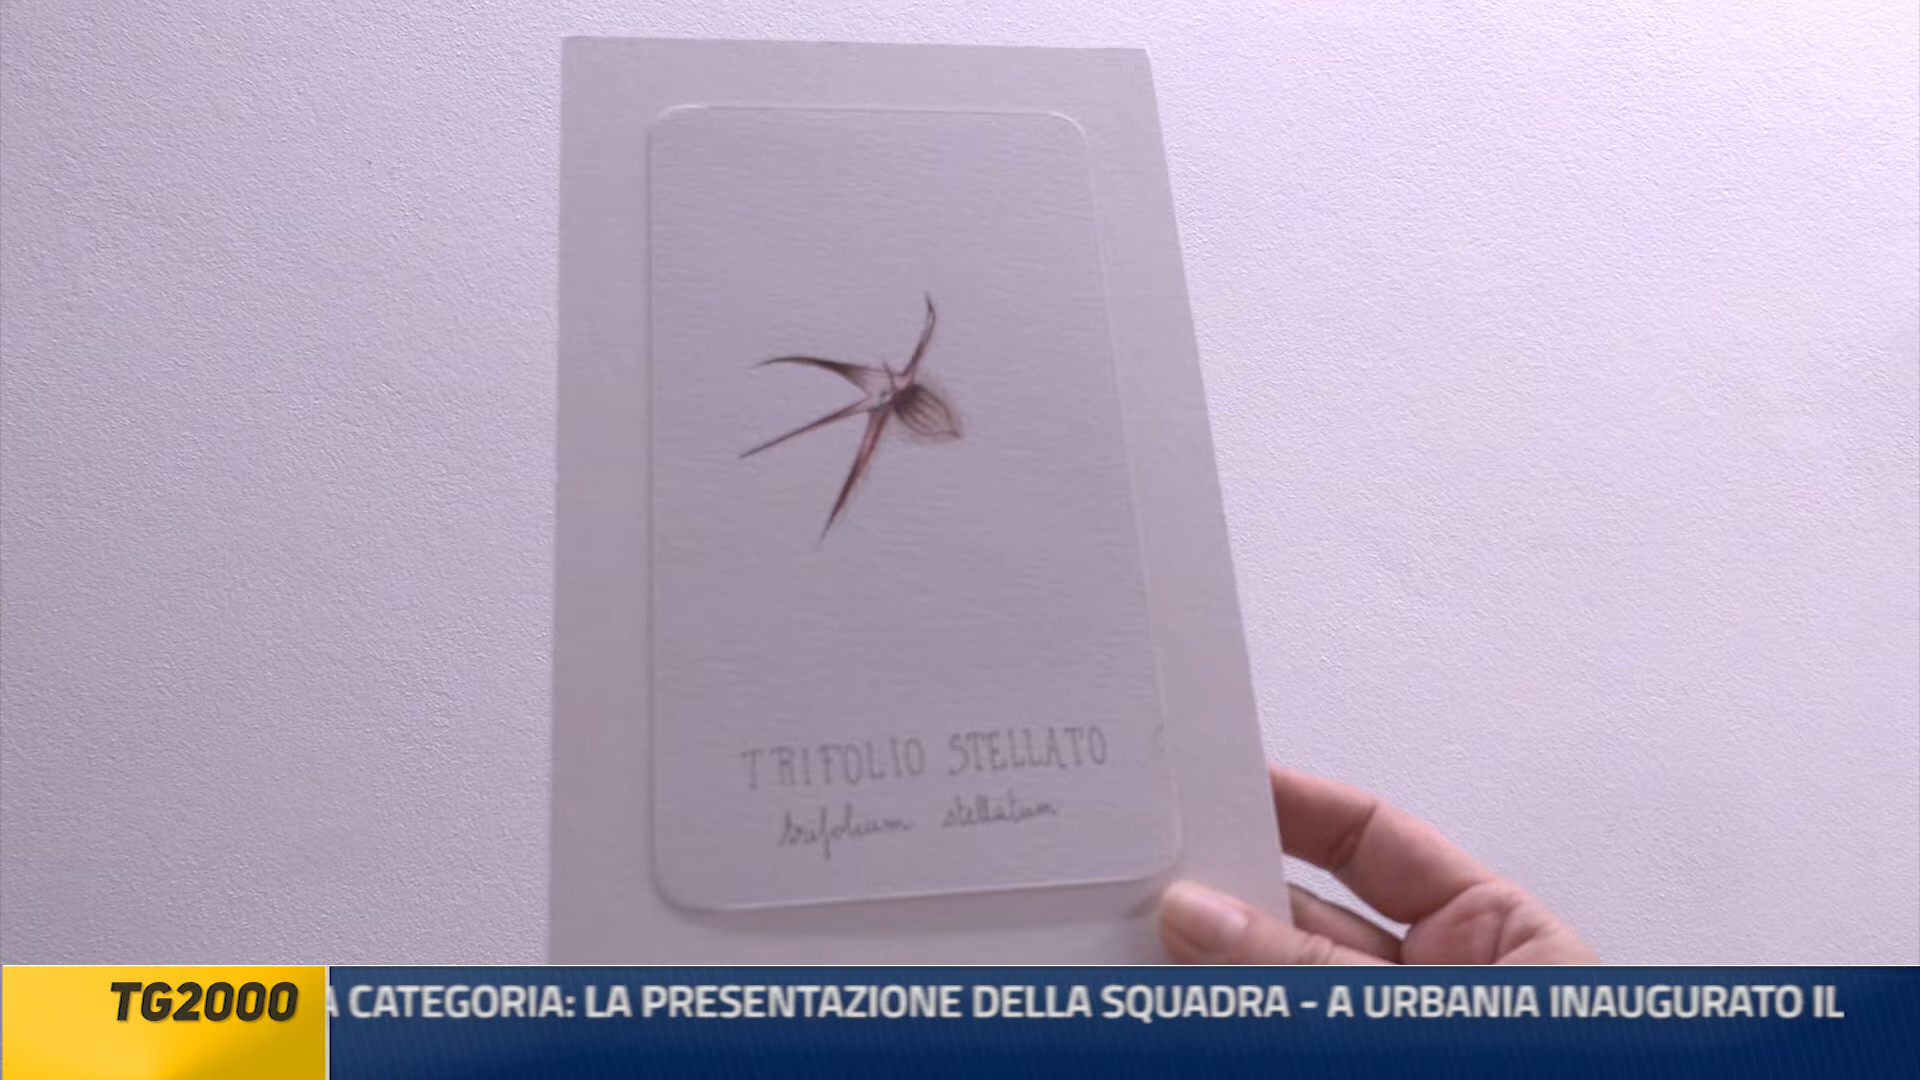 TRIFOLIO STELLATO
trifolium stellatum
TG2000
A CATEGORIA: LA PRESENTAZIONE DELLA SQUADRA - A URBANIA INAUGURATO IL